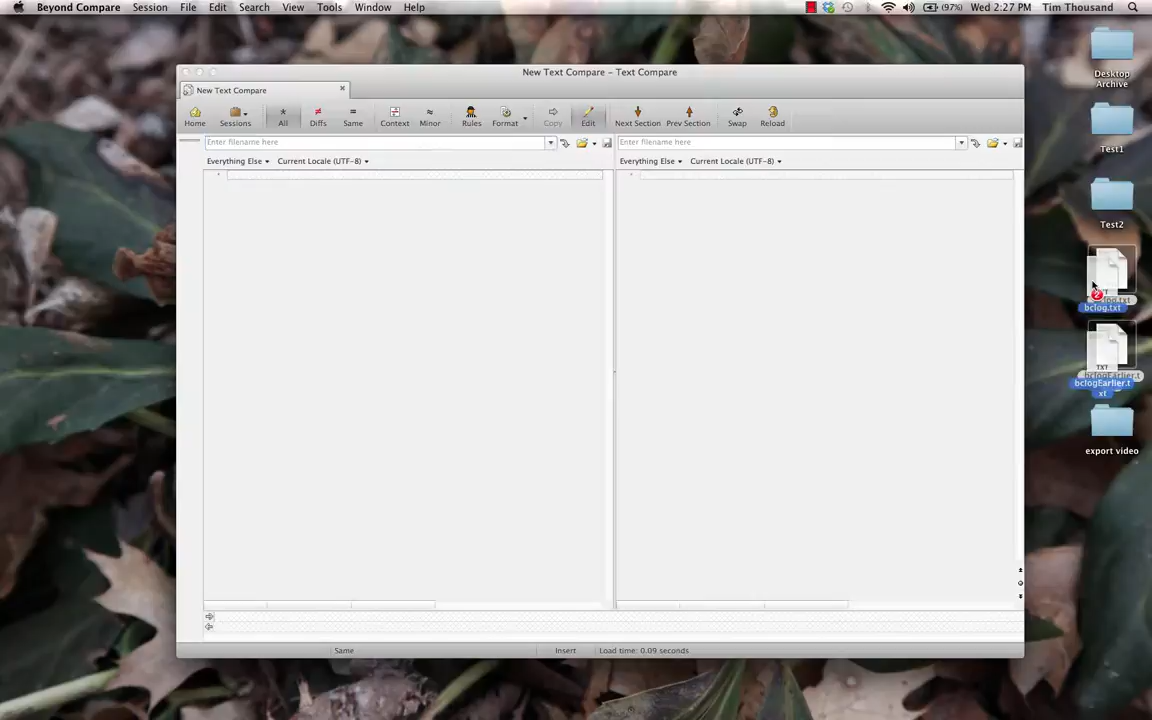 Beyond Compare Session File Edit Search View Tools Window Help (97%) Wed 2:27 PM Tim Thousand
New Text Compare – Text Compare
New Text Compare
Home Sessions All Diffs Same Context Minor Rules Format Copy Edit Next Section Prev Section Swap Reload
Enter filename here Enter filename here
Everything Else Current Locale (UTF-8) Everything Else Current Locale (UTF-8)
Same Insert Load time: 0.09 seconds
Desktop
Archive
Test1
Test2
2
bclog.txt
TXT
bclogEarlier.t
bclogEarlier.t
xt
export video